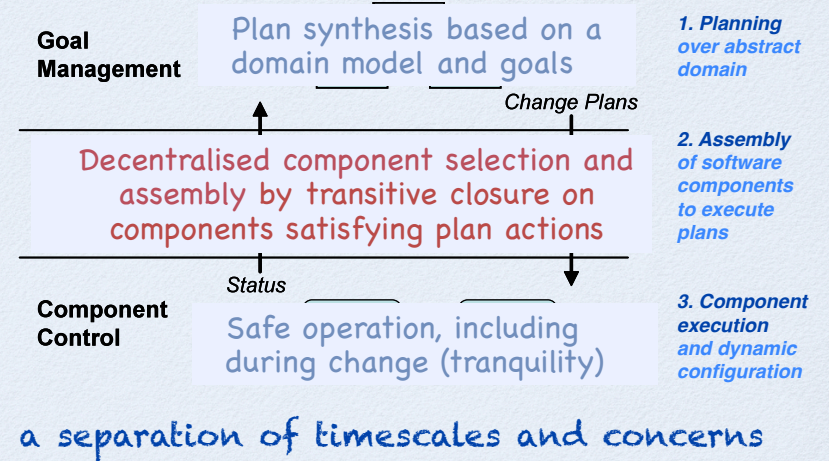 Goal
Management
Plan synthesis based on a
domain model and goals
1. Planning
over abstract
domain
Change Plans
Decentralised component selection and
assembly by transitive closure on
components satisfying plan actions
2. Assembly
of software
components
to execute
plans
Status
Component
Control
Safe operation, including
during change (tranquility)
3. Component
execution
and dynamic
configuration
a separation of timescales and concerns